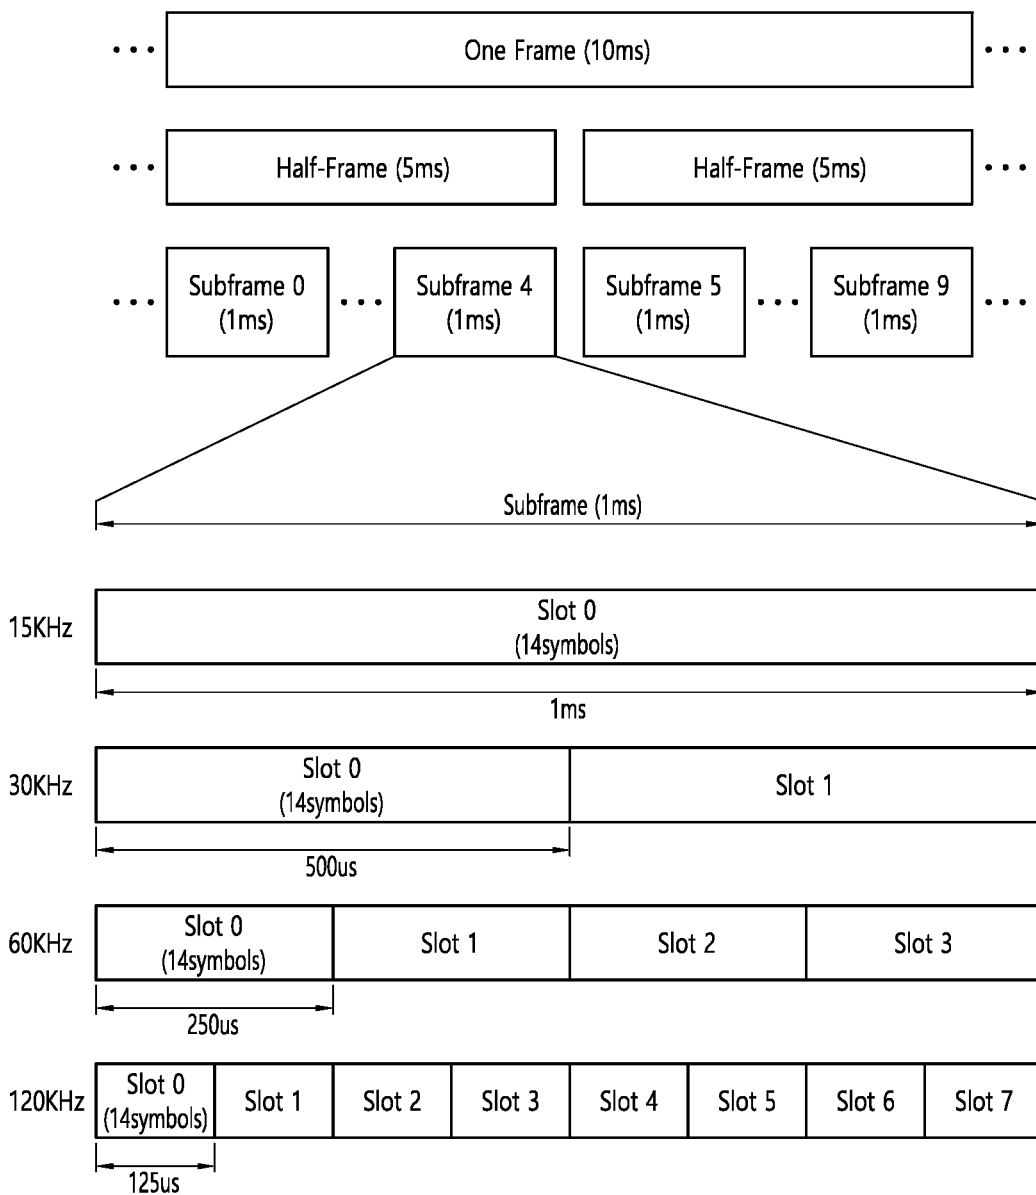 ... One Frame (10ms) ...
... Half-Frame (5ms) Half-Frame (5ms) ...
... Subframe 0 ... Subframe 4 Subframe 5 ... Subframe 9 ...
(1ms) (1ms) (1ms) (1ms)
Subframe (1ms)
15KHz
Slot 0
(14symbols)
1ms
30KHz
Slot 0
(14symbols)
Slot 1
500us
60KHz
Slot 0
(14symbols)
Slot 1
Slot 2
Slot 3
250us
120KHz
Slot 0
(14symbols)
Slot 1
Slot 2
Slot 3
Slot 4
Slot 5
Slot 6
Slot 7
125us